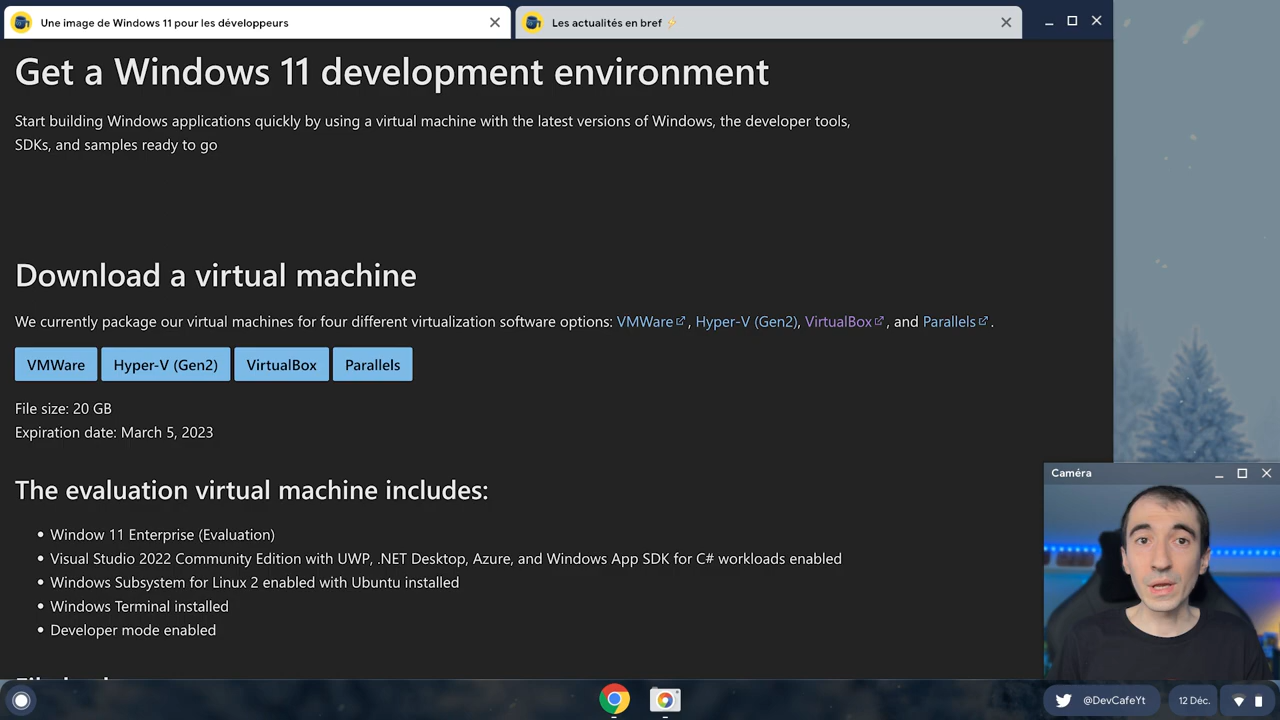 Une image de Windows 11 pour les développeurs
Les actualités en bref ⚡
Get a Windows 11 development environment
Start building Windows applications quickly by using a virtual machine with the latest versions of Windows, the developer tools,
SDKs, and samples ready to go
Download a virtual machine
We currently package our virtual machines for four different virtualization software options: VMWare, Hyper-V (Gen2), VirtualBox, and Parallels.
VMWare Hyper-V (Gen2) VirtualBox Parallels
File size: 20 GB
Expiration date: March 5, 2023
The evaluation virtual machine includes:
• Window 11 Enterprise (Evaluation)
• Visual Studio 2022 Community Edition with UWP, .NET Desktop, Azure, and Windows App SDK for C# workloads enabled
• Windows Subsystem for Linux 2 enabled with Ubuntu installed
• Windows Terminal installed
• Developer mode enabled
Caméra
@DevCafeYt
12 Déc.